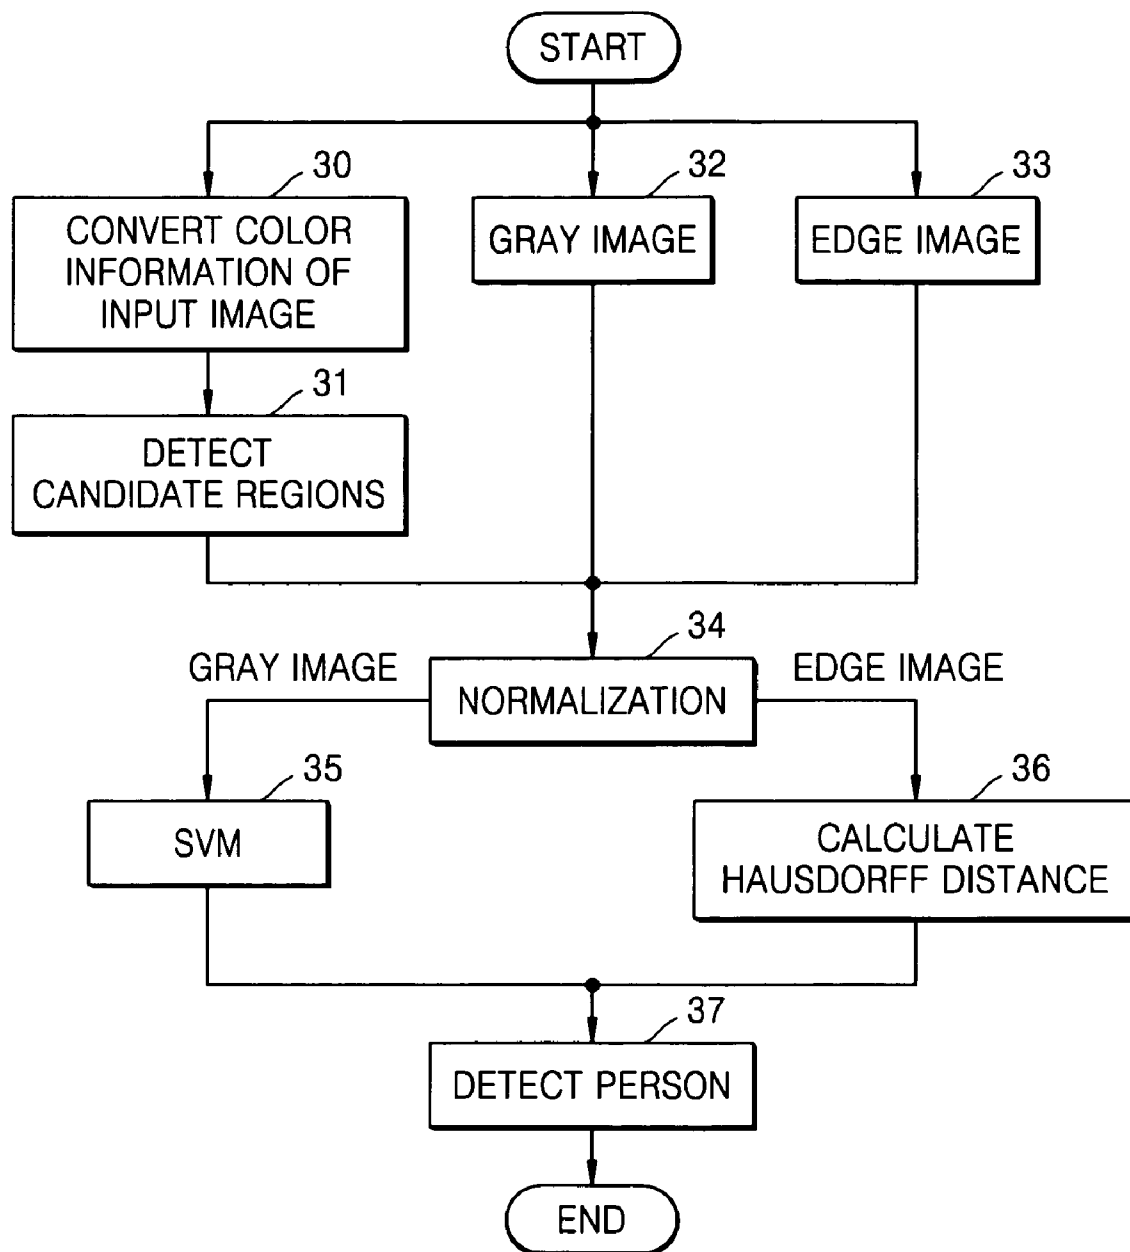 START
30
CONVERT COLOR
INFORMATION OF
INPUT IMAGE
32
GRAY IMAGE
33
EDGE IMAGE
31
DETECT
CANDIDATE REGIONS
34
NORMALIZATION
GRAY IMAGE
EDGE IMAGE
35
SVM
36
CALCULATE
HAUSDORFF DISTANCE
37
DETECT PERSON
END